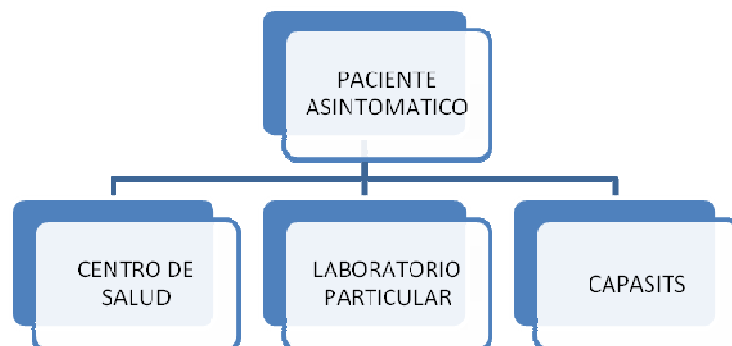 PACIENTE
ASINTOMATICO
CENTRO DE
SALUD
LABORATORIO
PARTICULAR
CAPASITS